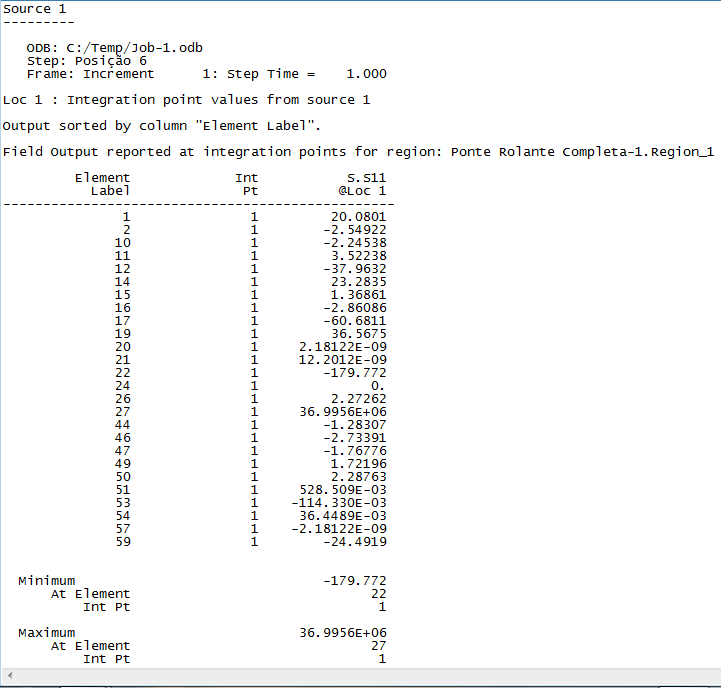 Source 1
---------
ODB: C:/Temp/Job-1.odb
Step: Posição 6
Frame: Increment      1: Step Time =    1.000
Loc 1 : Integration point values from source 1
Output sorted by column "Element Label".
Field Output reported at integration points for region: Ponte Rolante Completa-1.Region_1
Element             Int           S.S11
Label              Pt          @Loc 1
-------------------------------------------------
1               1         20.0801
2               1        -2.54922
10               1        -2.24538
11               1         3.52238
12               1        -37.9632
14               1         23.2835
15               1         1.36861
16               1        -2.86086
17               1        -60.6811
19               1         36.5675
20               1     2.18122E-09
21               1     12.2012E-09
22               1        -179.772
24               1              0.
26               1         2.27262
27               1     36.9956E+06
44               1        -1.28307
46               1        -2.73391
47               1        -1.76776
49               1         1.72196
50               1         2.28763
51               1     528.509E-03
53               1    -114.330E-03
54               1     36.4489E-03
57               1    -2.18122E-09
59               1        -24.4919
Minimum                               -179.772
At Element                                  22
Int Pt                               1
Maximum                            36.9956E+06
At Element                                  27
Int Pt                               1